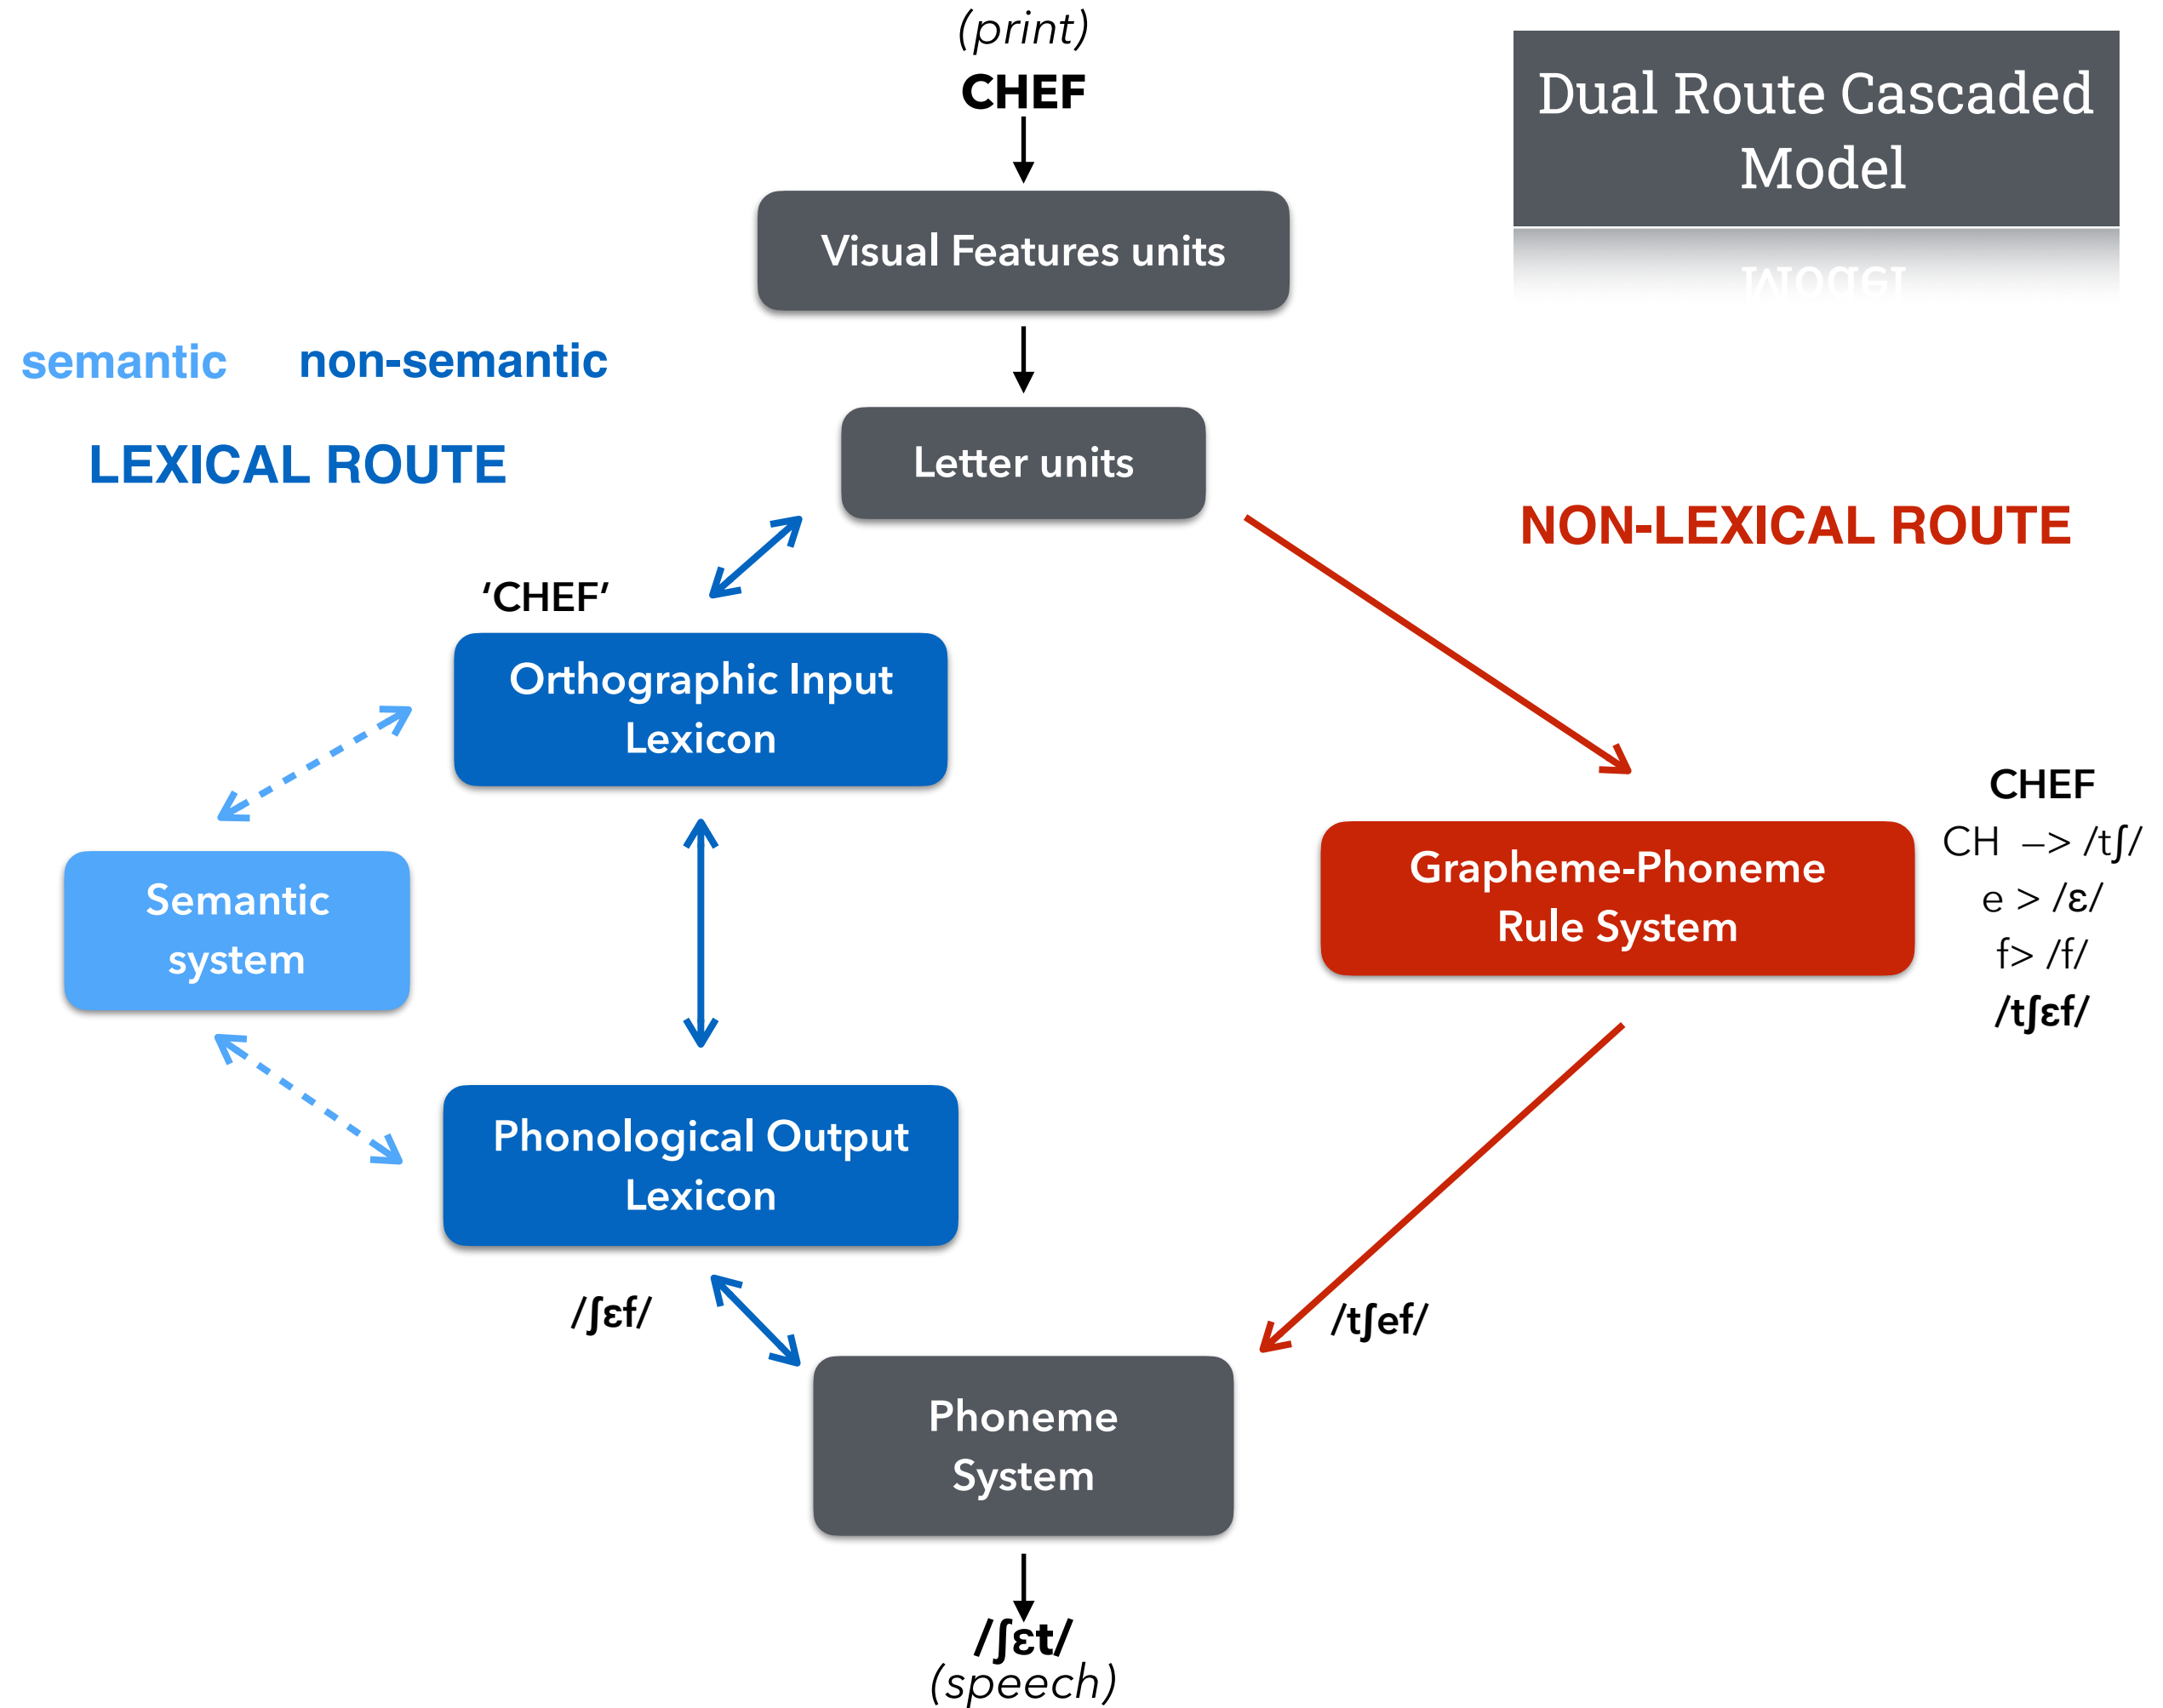 (print)
CHEF
Dual Route Cascaded
Model
Visual Features units
semantic
non-semantic
LEXICAL ROUTE
Letter units
NON-LEXICAL ROUTE
‘CHEF’
Orthographic Input
Lexicon
Semantic
system
Grapheme-Phoneme
Rule System
CHEF
CH –> /tʃ/
e > /ɛ/
f> /f/
/tʃɛf/
Phonological Output
Lexicon
/ʃɛf/
/tʃef/
Phoneme
System
/ʃɛt/
(speech)